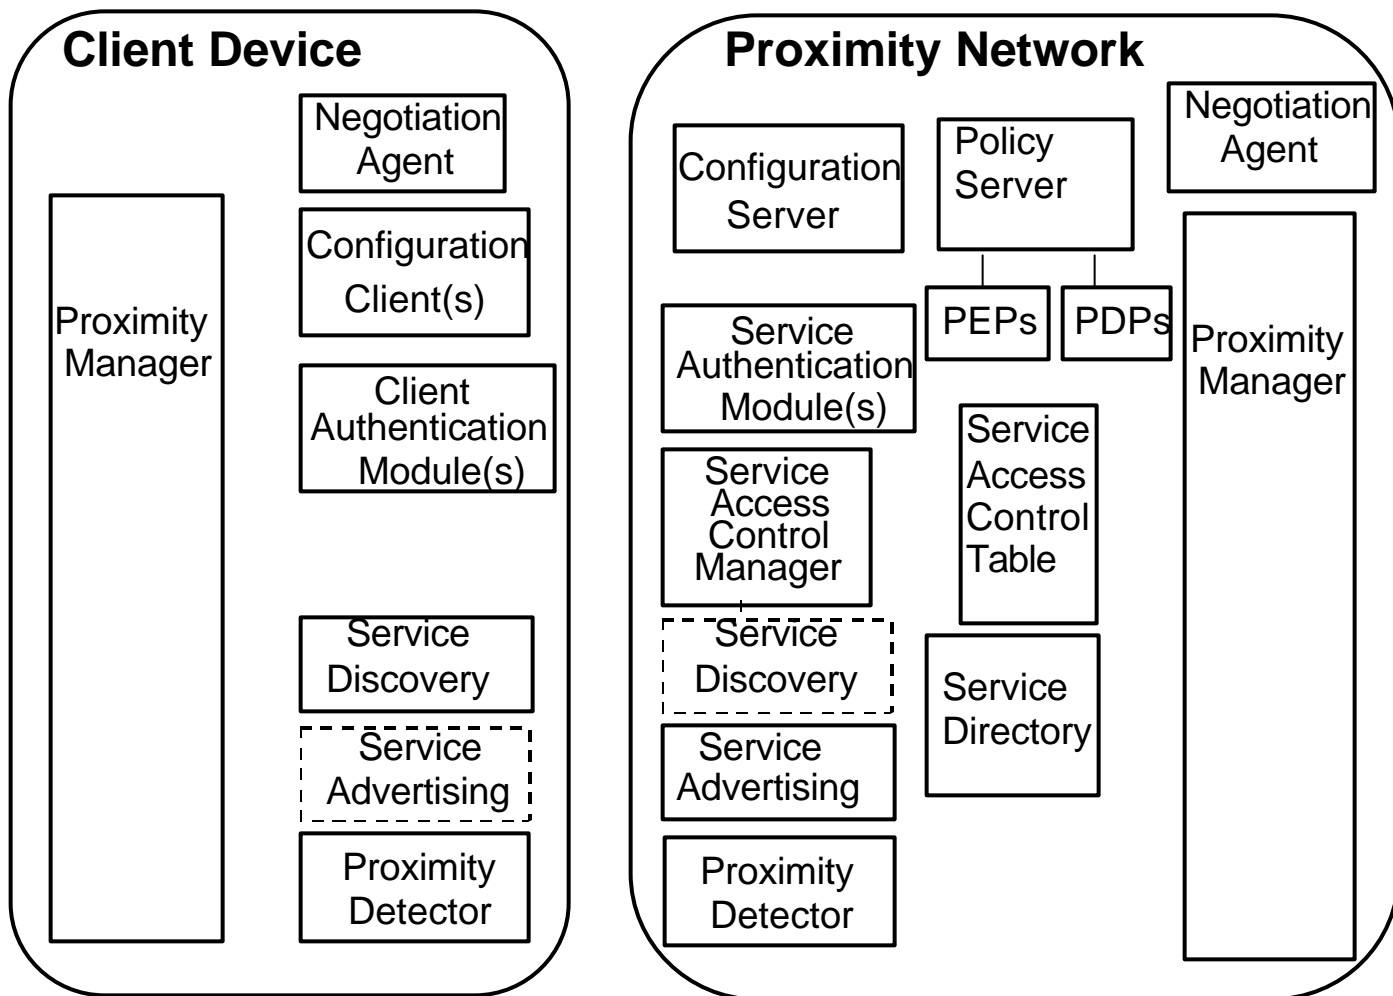 Client Device
Negotiation
Agent
Configuration
Client(s)
Proximity
Manager
Client
Authentication
Module(s)
Service
Discovery
Service
Advertising
Proximity
Detector
Proximity Network
Configuration
Server
Policy
Server
Negotiation
Agent
PEPs
PDPs
Service
Authentication
Module(s)
Proximity
Manager
Service
Access
Control
Manager
Service
Access
Control
Table
Service
Discovery
Service
Directory
Service
Advertising
Proximity
Detector